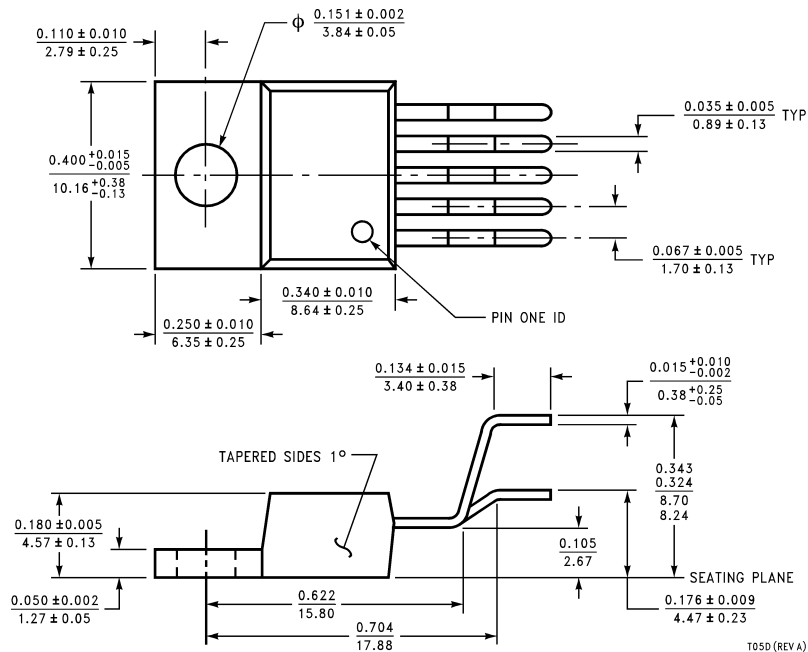 0.110 ± 0.010
2.79 ± 0.25
ϕ 0.151 ± 0.002
3.84 ± 0.05
0.035 ± 0.005
0.89 ± 0.13
TYP
0.400 +0.015 -0.005
10.16 +0.38 -0.13
0.067 ± 0.005
1.70 ± 0.13
TYP
0.340 ± 0.010
8.64 ± 0.25
PIN ONE ID
0.250 ± 0.010
6.35 ± 0.25
0.134 ± 0.015
3.40 ± 0.38
0.015 +0.010 -0.002
0.38 +0.25 -0.05
TAPERED SIDES 1°
0.343
0.324
8.70
8.24
0.180 ± 0.005
4.57 ± 0.13
0.105
2.67
SEATING PLANE
0.050 ± 0.002
1.27 ± 0.05
0.622
15.80
0.176 ± 0.009
4.47 ± 0.23
0.704
17.88
T05D (REV A)